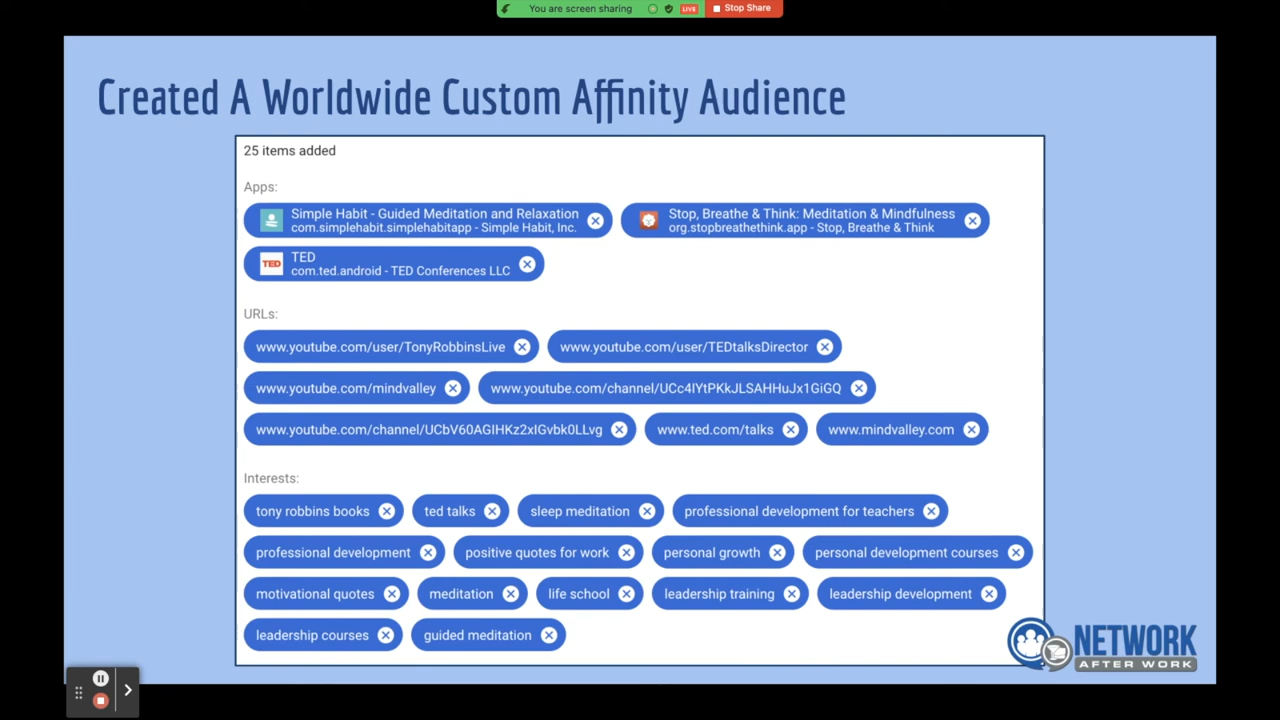 You are screen sharing
LIVE
Stop Share
Created A Worldwide Custom Affinity Audience
25 items added
Apps:
Simple Habit - Guided Meditation and Relaxation
com.simplehabit.simplehabitapp - Simple Habit, Inc.
Stop, Breathe & Think: Meditation & Mindfulness
org.stopbreathethink.app - Stop, Breathe & Think
TED
TED
com.ted.android - TED Conferences LLC
URLs:
www.youtube.com/user/TonyRobbinsLive
www.youtube.com/user/TEDtalksDirector
www.youtube.com/mindvalley
www.youtube.com/channel/UCc4lYtPKkJLSAHHuJx1GiGQ
www.youtube.com/channel/UCbV60AGIHKz2xIGvbk0LLvg
www.ted.com/talks
www.mindvalley.com
Interests:
tony robbins books
ted talks
sleep meditation
professional development for teachers
professional development
positive quotes for work
personal growth
personal development courses
motivational quotes
meditation
life school
leadership training
leadership development
leadership courses
guided meditation
NETWORK
AFTER WORK